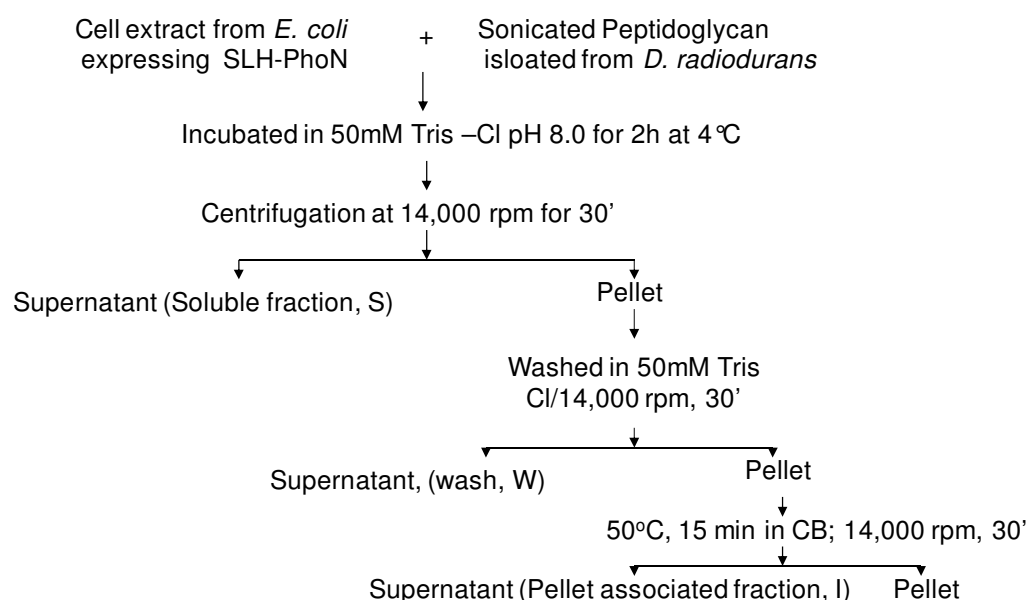 Cell extract from E. coli
expressing SLH-PhoN
+
Sonicated Peptidoglycan
isloated from D. radiodurans
Incubated in 50mM Tris –Cl pH 8.0 for 2h at 4°C
Centrifugation at 14,000 rpm for 30’
Supernatant (Soluble fraction, S)
Pellet
Washed in 50mM Tris
Cl/14,000 rpm, 30’
Supernatant, (wash, W)
Pellet
50°C, 15 min in CB; 14,000 rpm, 30’
Supernatant (Pellet associated fraction, I)
Pellet